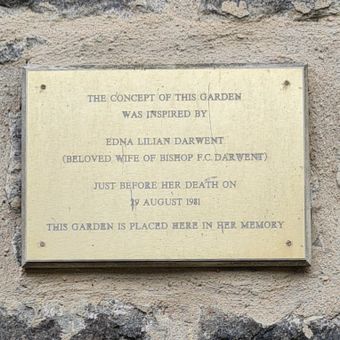 THE CONCEPT OF THIS GARDEN
WAS INSPIRED BY
EDNA LILIAN DARWENT
(BELOVED WIFE OF BISHOP F.C. DARWENT)
JUST BEFORE HER DEATH ON
29 AUGUST 1981
THIS GARDEN IS PLACED HERE IN HER MEMORY